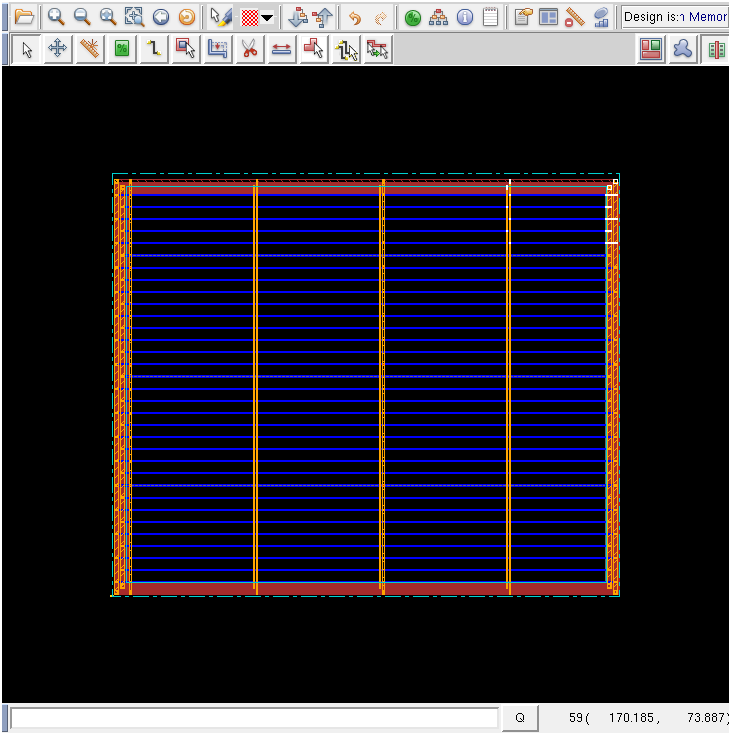 Design is: Memor
Q 59( 170.185, 73.887)